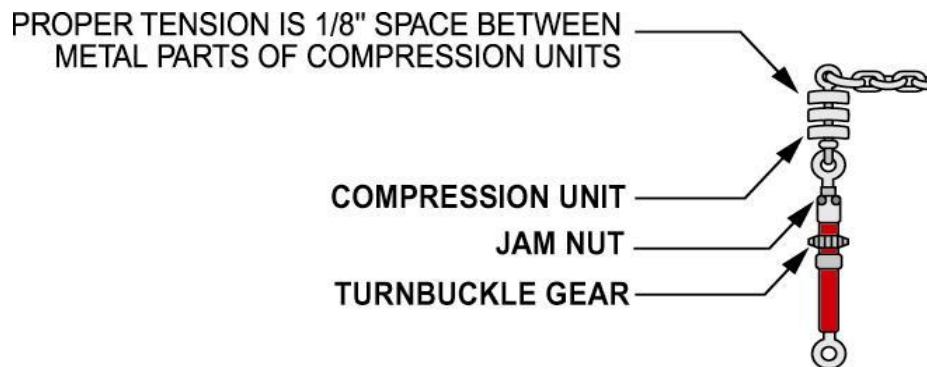 PROPER TENSION IS 1/8" SPACE BETWEEN
METAL PARTS OF COMPRESSION UNITS
COMPRESSION UNIT
JAM NUT
TURNBUCKLE GEAR